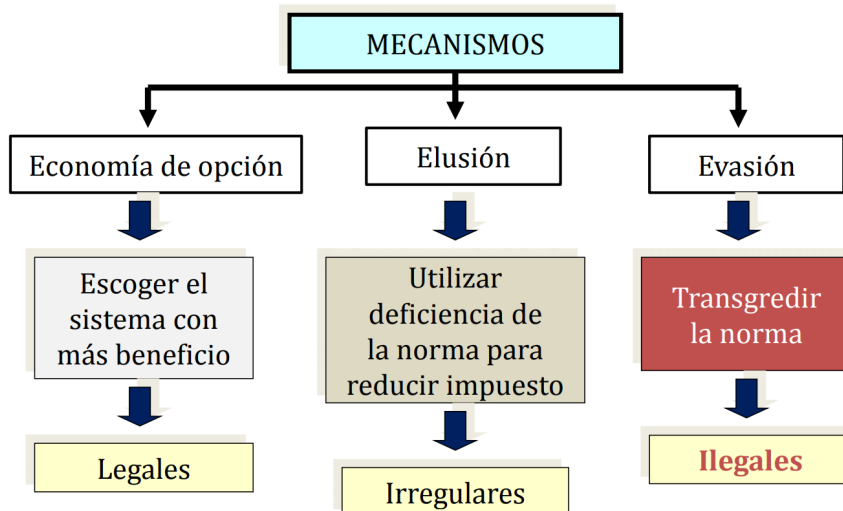 MECANISMOS
Economía de opción
Elusión
Evasión
Escoger el
sistema con
más beneficio
Utilizar
deficiencia de
la norma para
reducir impuesto
Transgredir
la norma
Legales
Irregulares
Ilegales